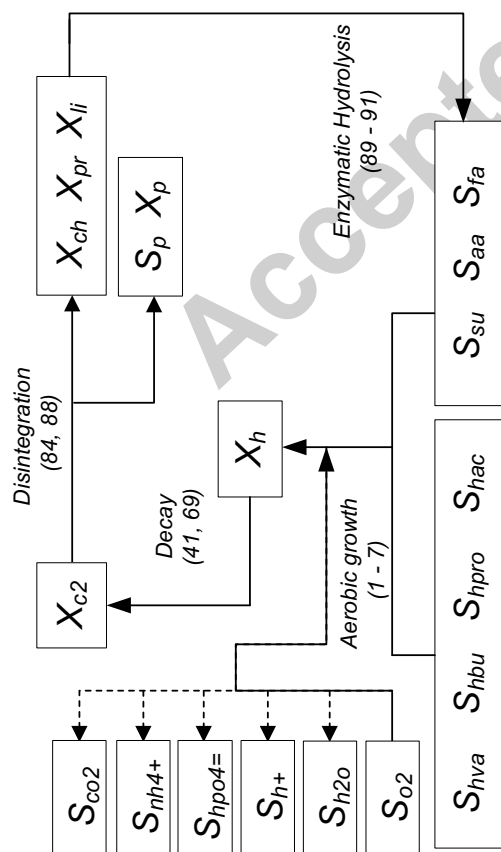 Disintegration
(84, 88)
X_c2
X_ch X_pr X_li
S_p X_p
Decay
(41, 69)
X_h
S_co2
S_nh4+
S_hpo4=
S_h+
S_h2o
S_o2
Aerobic growth
(1 - 7)
Enzymatic Hydrolysis
(89 - 91)
S_hva S_hbu S_hpro S_hac
S_su S_aa S_fa
Accepte